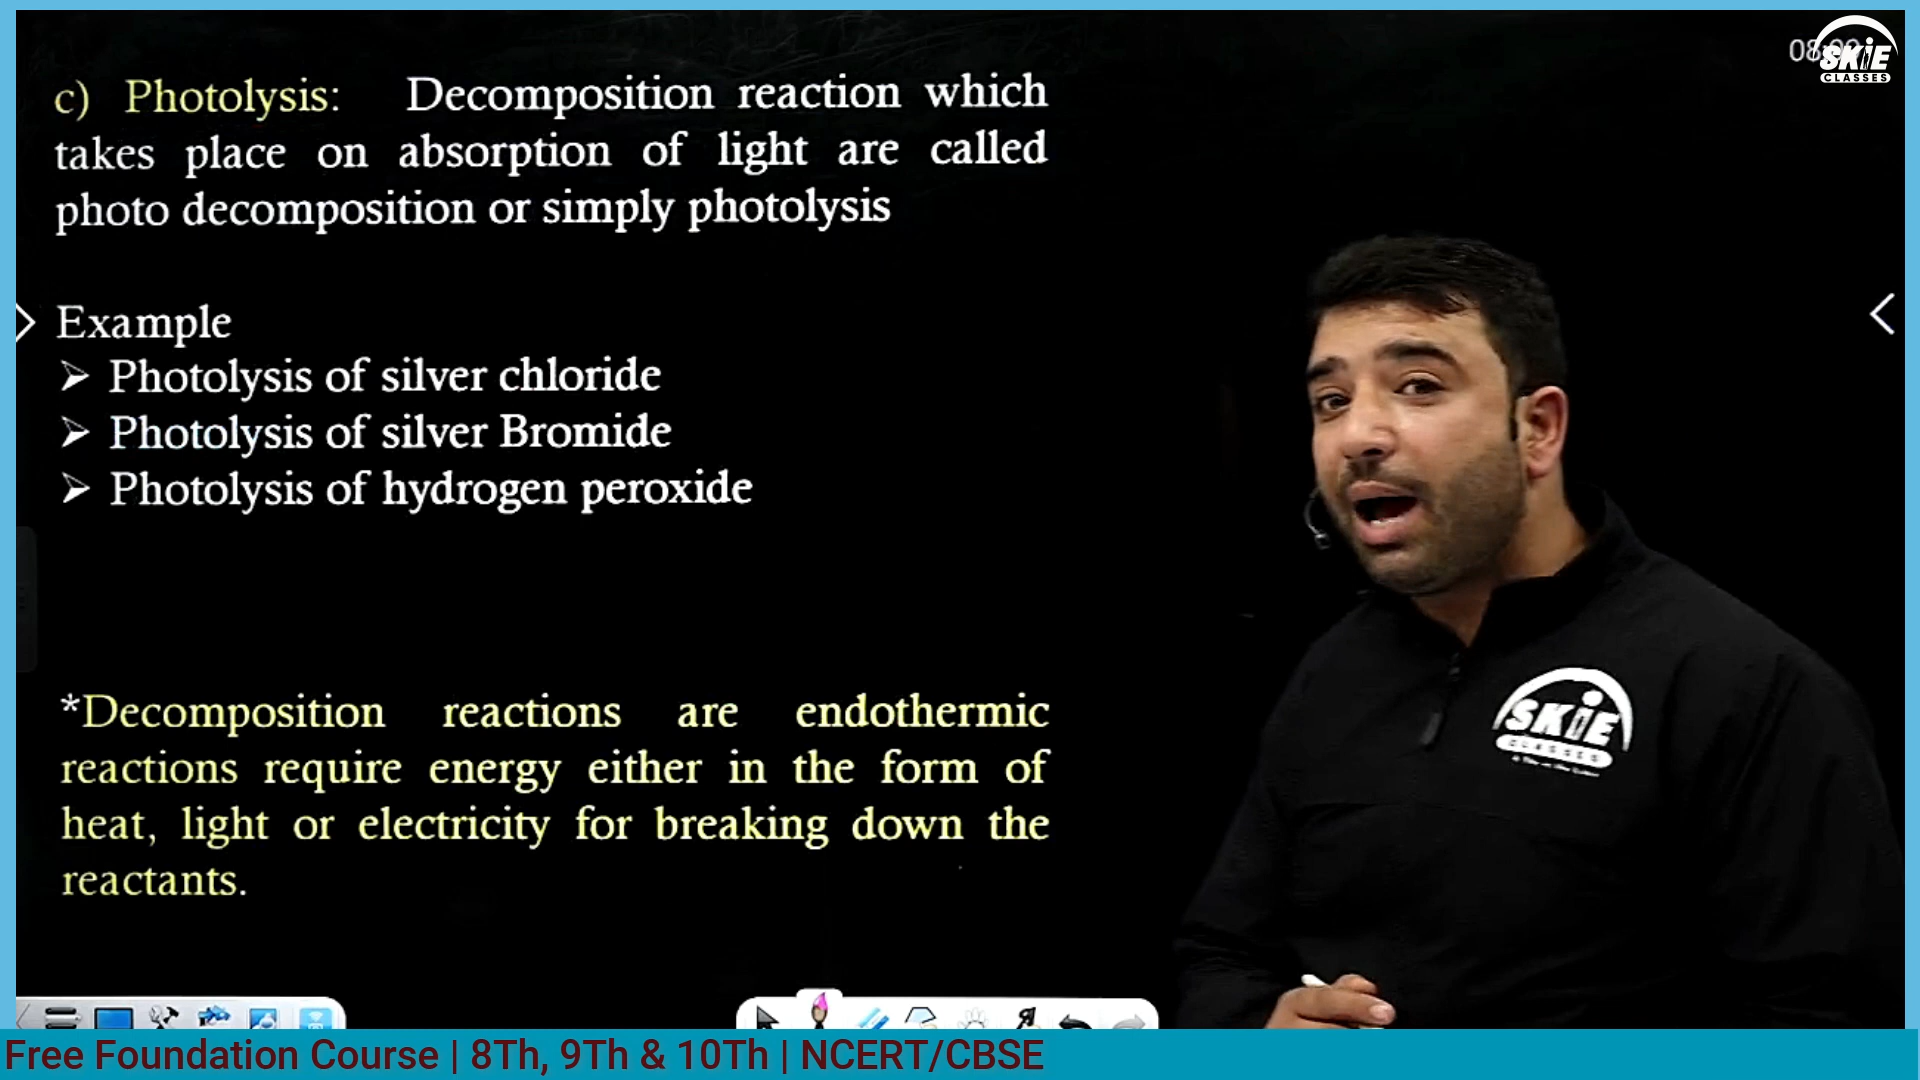 c) Photolysis: Decomposition reaction which
takes place on absorption of light are called
photo decomposition or simply photolysis
Example
➢ Photolysis of silver chloride
➢ Photolysis of silver Bromide
➢ Photolysis of hydrogen peroxide
*Decomposition reactions are endothermic
reactions require energy either in the form of
heat, light or electricity for breaking down the
reactants.
SKiE
CLASSES
SKiE
CLASSES
Free Foundation Course | 8Th, 9Th & 10Th | NCERT/CBSE